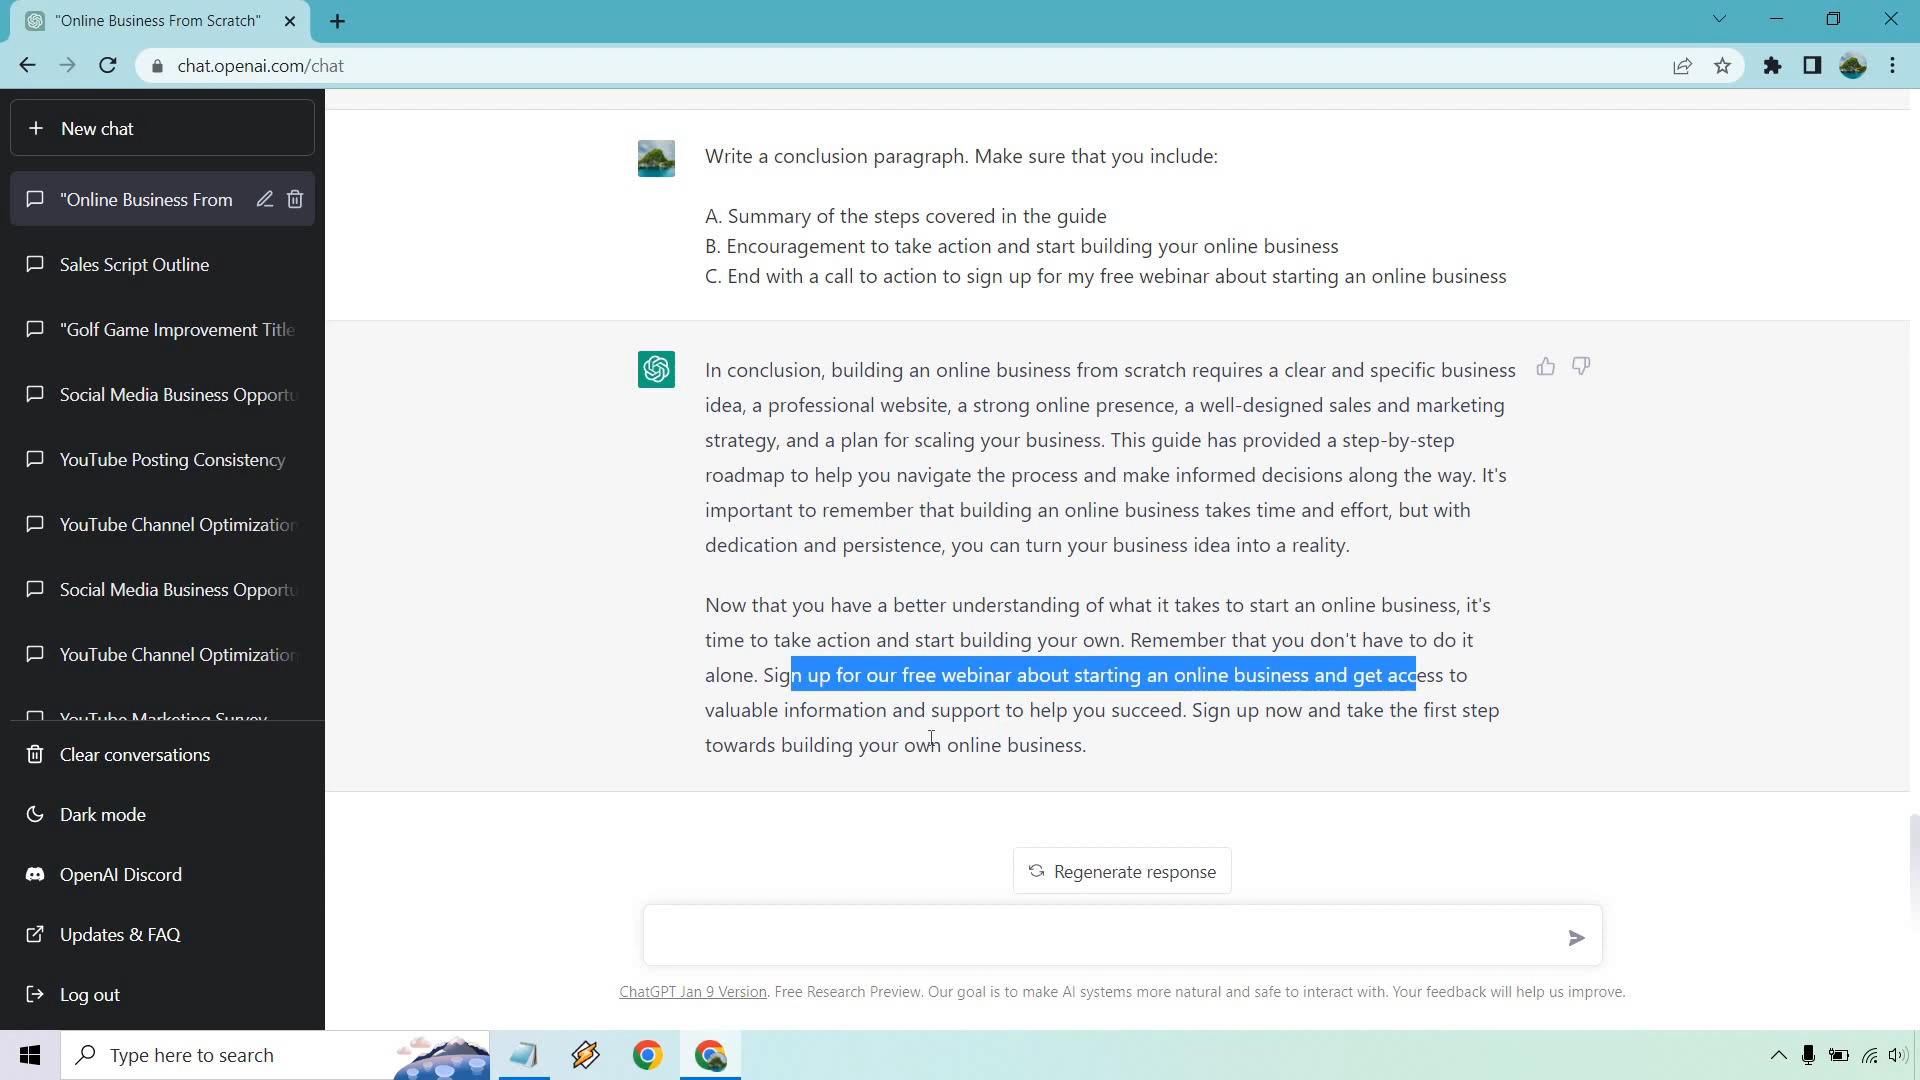 "Online Business From Scratch"
chat.openai.com/chat
New chat
"Online Business From
Sales Script Outline
"Golf Game Improvement Title
Social Media Business Opportu
YouTube Posting Consistency
YouTube Channel Optimization
Social Media Business Opportu
YouTube Channel Optimization
YouTube Marketing Survey
Clear conversations
Dark mode
OpenAI Discord
Updates & FAQ
Log out
Write a conclusion paragraph. Make sure that you include:
A. Summary of the steps covered in the guide
B. Encouragement to take action and start building your online business
C. End with a call to action to sign up for my free webinar about starting an online business
In conclusion, building an online business from scratch requires a clear and specific business
idea, a professional website, a strong online presence, a well-designed sales and marketing
strategy, and a plan for scaling your business. This guide has provided a step-by-step
roadmap to help you navigate the process and make informed decisions along the way. It's
important to remember that building an online business takes time and effort, but with
dedication and persistence, you can turn your business idea into a reality.
Now that you have a better understanding of what it takes to start an online business, it's
time to take action and start building your own. Remember that you don't have to do it
alone. Sign up for our free webinar about starting an online business and get access to
valuable information and support to help you succeed. Sign up now and take the first step
towards building your own online business.
Regenerate response
ChatGPT Jan 9 Version. Free Research Preview. Our goal is to make AI systems more natural and safe to interact with. Your feedback will help us improve.
Type here to search